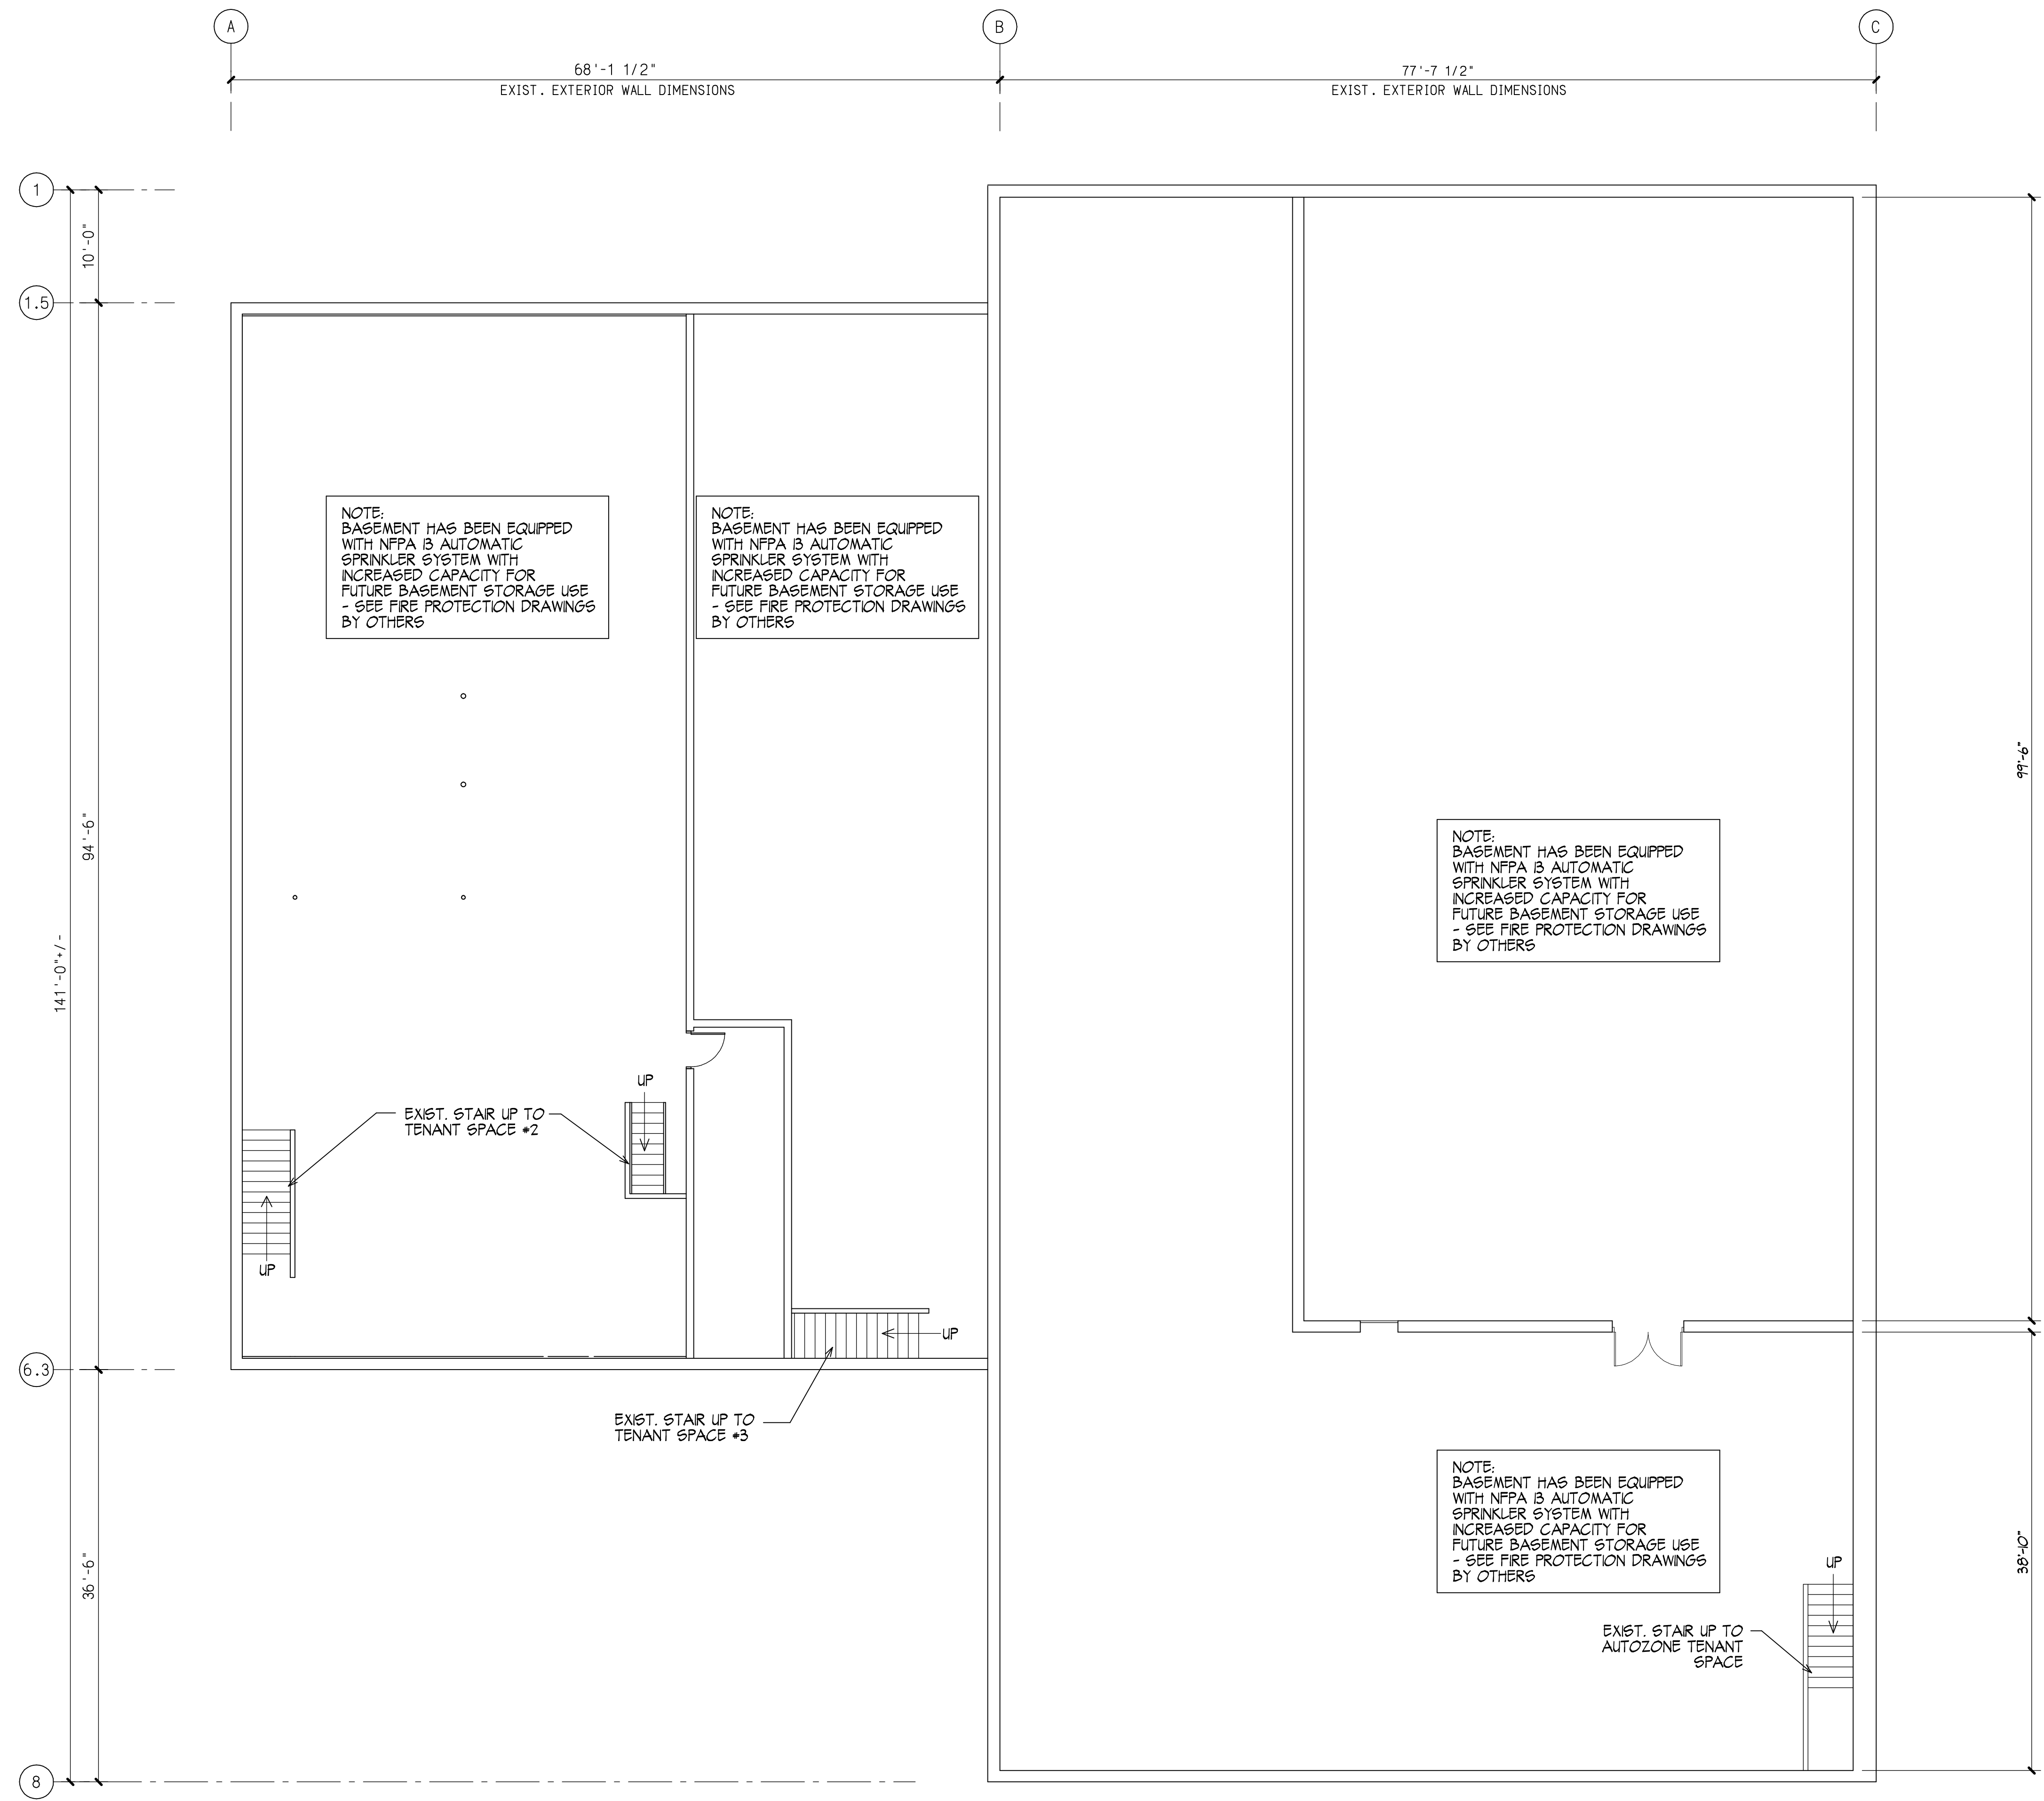 A
B
C
68'-1 1/2"
EXIST. EXTERIOR WALL DIMENSIONS
77'-7 1/2"
EXIST. EXTERIOR WALL DIMENSIONS
1
10'-0"
1.5
NOTE:
BASEMENT HAS BEEN EQUIPPED
WITH NFPA 13 AUTOMATIC
SPRINKLER SYSTEM WITH
INCREASED CAPACITY FOR
FUTURE BASEMENT STORAGE USE
- SEE FIRE PROTECTION DRAWINGS
BY OTHERS
NOTE:
BASEMENT HAS BEEN EQUIPPED
WITH NFPA 13 AUTOMATIC
SPRINKLER SYSTEM WITH
INCREASED CAPACITY FOR
FUTURE BASEMENT STORAGE USE
- SEE FIRE PROTECTION DRAWINGS
BY OTHERS
99'-6"
94'-6"
141'-0"+/-
NOTE:
BASEMENT HAS BEEN EQUIPPED
WITH NFPA 13 AUTOMATIC
SPRINKLER SYSTEM WITH
INCREASED CAPACITY FOR
FUTURE BASEMENT STORAGE USE
- SEE FIRE PROTECTION DRAWINGS
BY OTHERS
UP
EXIST. STAIR UP TO
TENANT SPACE #2
UP
UP
6.3
EXIST. STAIR UP TO
TENANT SPACE #3
NOTE:
BASEMENT HAS BEEN EQUIPPED
WITH NFPA 13 AUTOMATIC
SPRINKLER SYSTEM WITH
INCREASED CAPACITY FOR
FUTURE BASEMENT STORAGE USE
- SEE FIRE PROTECTION DRAWINGS
BY OTHERS
36'-6"
38'-10"
UP
EXIST. STAIR UP TO
AUTOZONE TENANT
SPACE
8